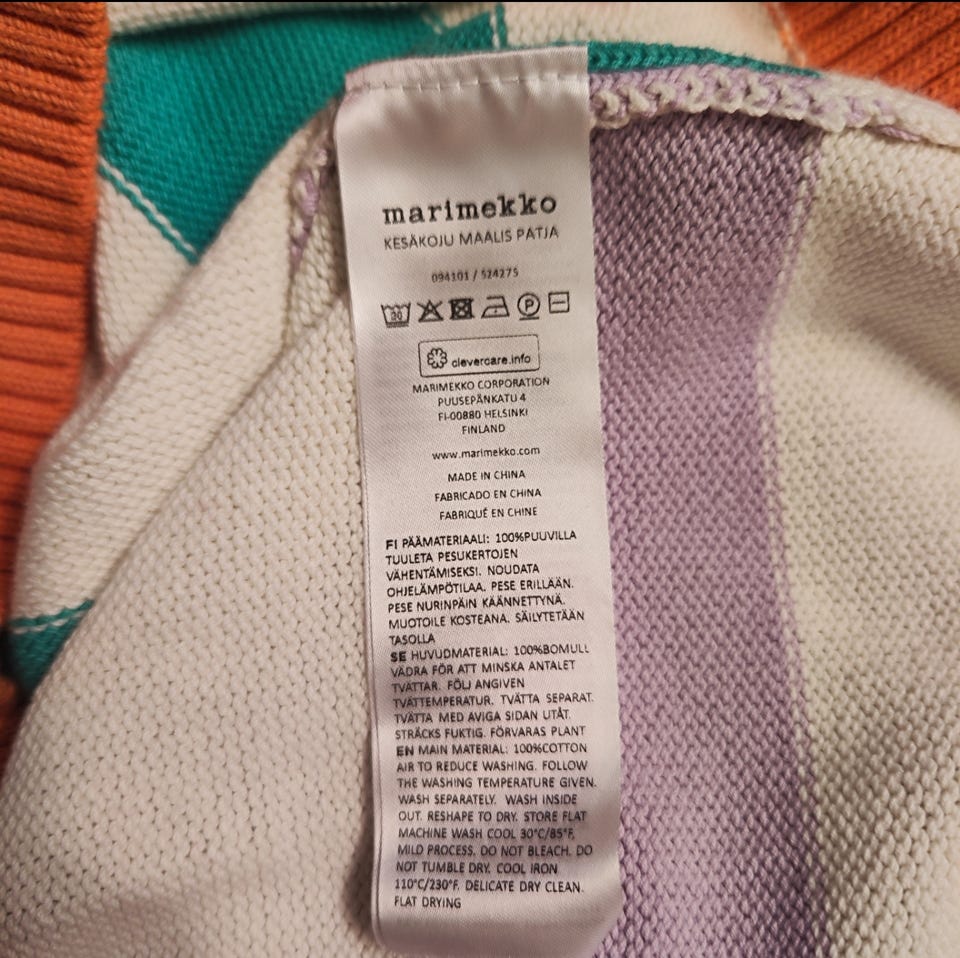 marimekko
KESÄKOJU MAALIS PATJA
094101 / 524275
30 P
clevercare.info
MARIMEKKO CORPORATION
PUUSEPÄNKATU 4
FI-00880 HELSINKI
FINLAND
www.marimekko.com
MADE IN CHINA
FABRICADO EN CHINA
FABRIQUÉ EN CHINE
FI PÄÄMATERIAALI: 100%PUUVILLA
TUULETA PESUKERTOJEN
VÄHENTÄMISEKSI. NOUDATA
OHJELÄMPÖTILAA. PESE ERILLÄÄN.
PESE NURINPÄIN KÄÄNNETTYNÄ.
MUOTOILE KOSTEANA. SÄILYTETÄÄN
TASOLLA
SE HUVUDMATERIAL: 100%BOMULL
VÄDRA FÖR ATT MINSKA ANTALET
TVÄTTAR. FÖLJ ANGIVEN
TVÄTTEMPERATUR. TVÄTTA SEPARAT.
TVÄTTA MED AVIGA SIDAN UTÅT.
STRÄCKS FUKTIG. FÖRVARAS PLANT
EN MAIN MATERIAL: 100%COTTON
AIR TO REDUCE WASHING. FOLLOW
THE WASHING TEMPERATURE GIVEN.
WASH SEPARATELY. WASH INSIDE
OUT. RESHAPE TO DRY. STORE FLAT
MACHINE WASH COOL 30°C/85°F,
MILD PROCESS. DO NOT BLEACH. DO
NOT TUMBLE DRY. COOL IRON
110°C/230°F. DELICATE DRY CLEAN.
FLAT DRYING